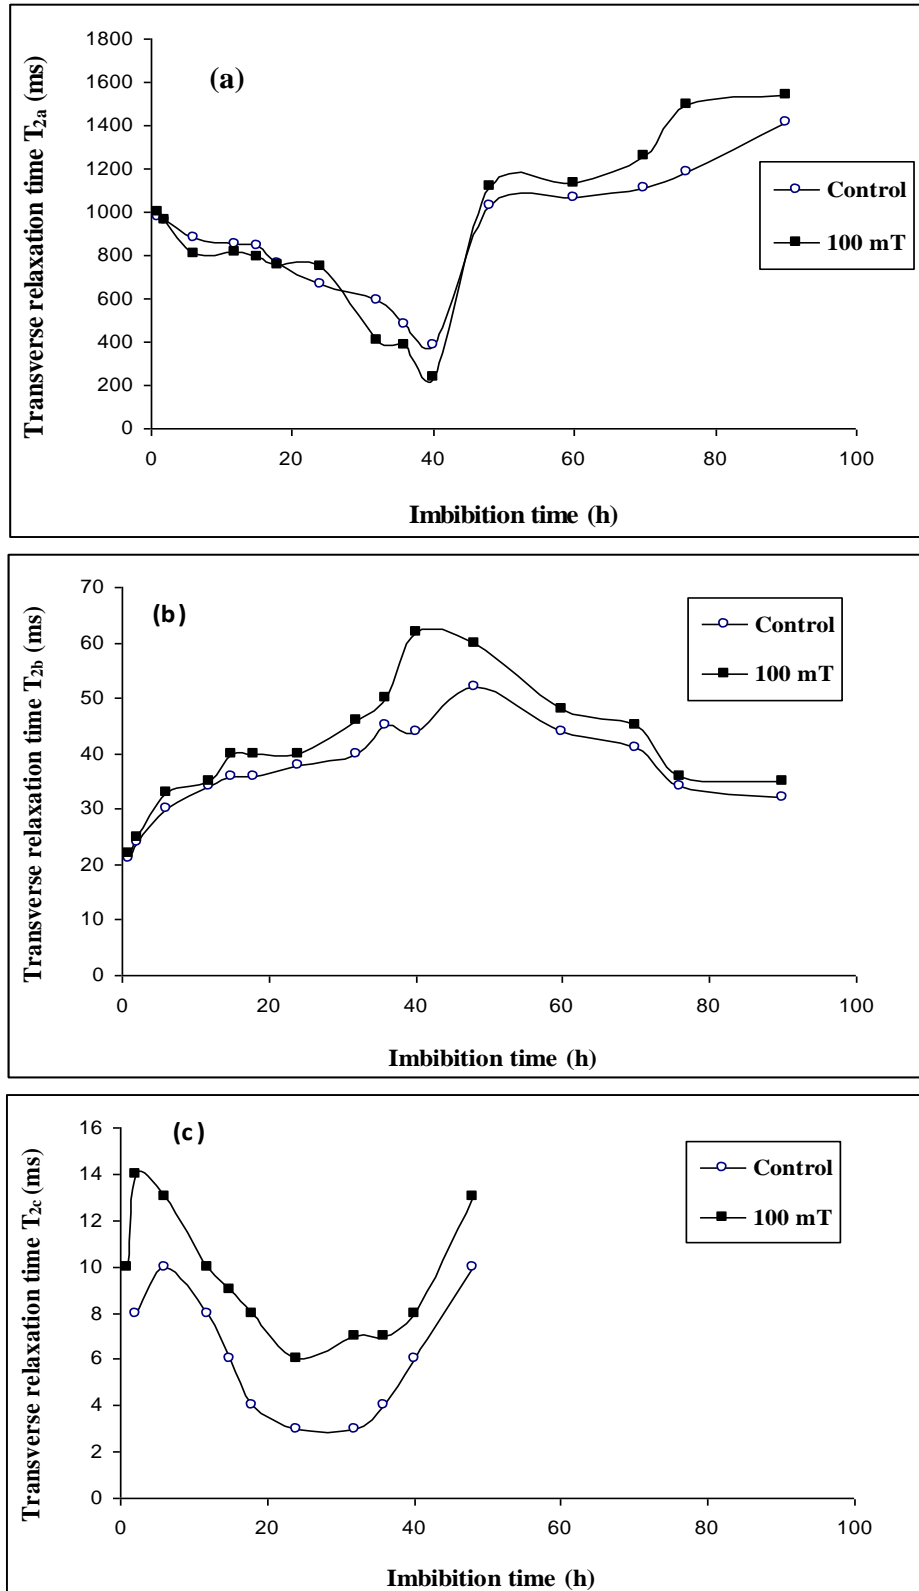 (a)
Transverse relaxation time T2a (ms)
1800
1600
1400
1200
1000
800
600
400
200
0
0 20 40 60 80 100
Imbibition time (h)
Control
100 mT
(b)
Transverse relaxation time T2b (ms)
70
60
50
40
30
20
10
0
0 20 40 60 80 100
Imbibition time (h)
Control
100 mT
(c)
Transverse relaxation time T2c (ms)
16
14
12
10
8
6
4
2
0
0 20 40 60 80 100
Imbibition time (h)
Control
100 mT